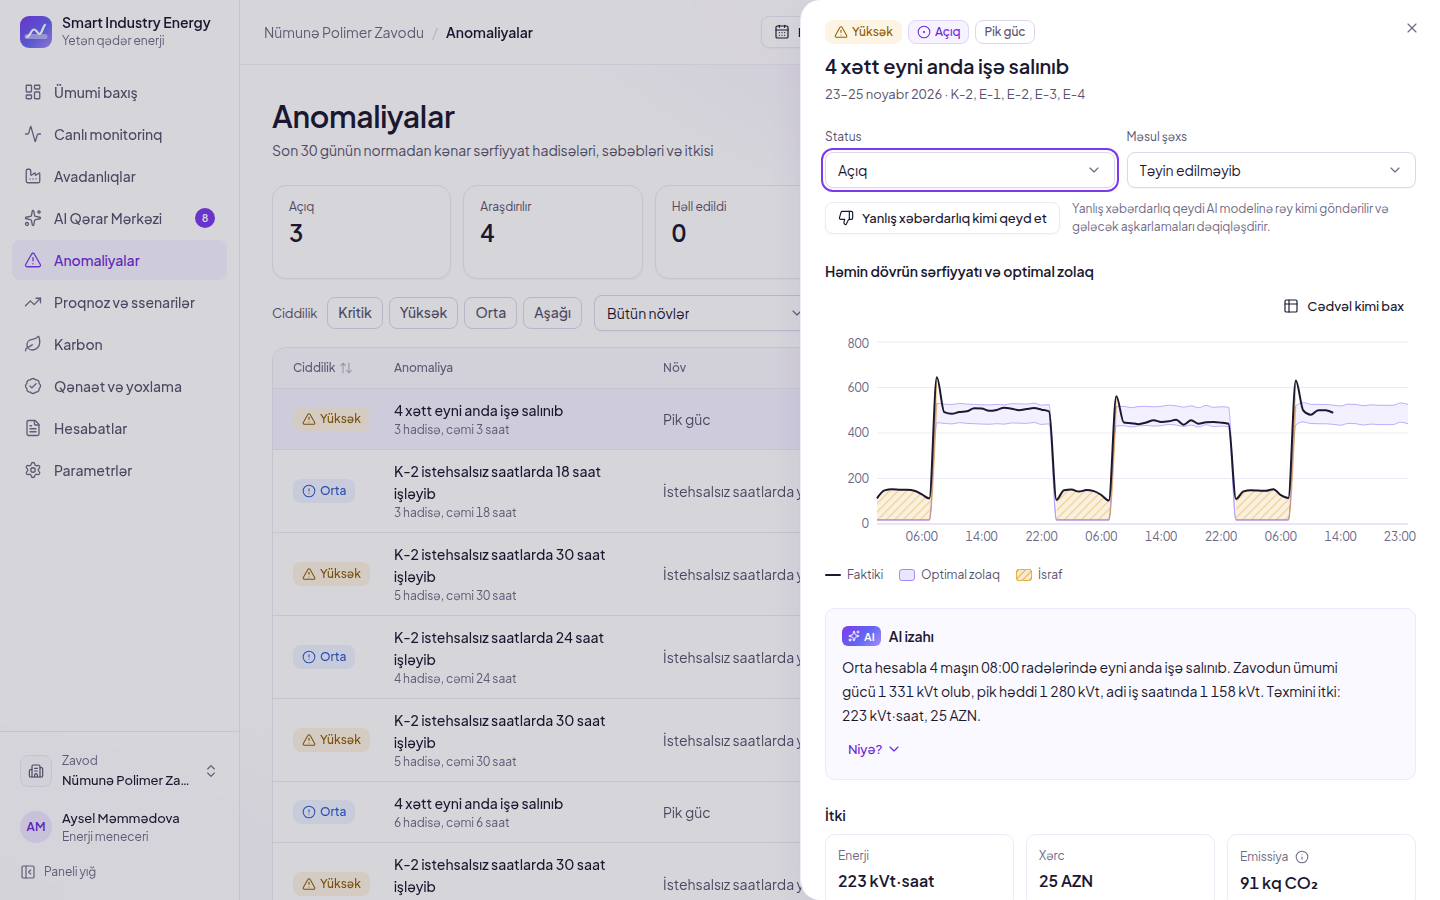 Smart Industry Energy
Yetən qədər enerji
Ümumi baxış
Canlı monitorinq
Avadanlıqlar
AI Qərar Mərkəzi
8
Anomaliyalar
Proqnoz və ssenarilər
Karbon
Qənaət və yoxlama
Hesabatlar
Parametrlər
Zavod
Nümunə Polimer Za...
AM
Aysel Məmmədova
Enerji meneceri
Paneli yığ
Nümunə Polimer Zavodu / Anomaliyalar
Anomaliyalar
Son 30 günün normadan kənar sərfiyyat hadisələri, səbəbləri və itkisi
Açıq
3
Araşdırılır
4
Həll edildi
0
Ciddilik
Kritik
Yüksək
Orta
Aşağı
Bütün növlər
Ciddilik
Anomaliya
Növ
Yüksək
4 xətt eyni anda işə salınıb
3 hadisə, cəmi 3 saat
Pik güc
Orta
K-2 istehsalsız saatlarda 18 saat
işləyib
3 hadisə, cəmi 18 saat
İstehsalsız saatlarda
Yüksək
K-2 istehsalsız saatlarda 30 saat
işləyib
5 hadisə, cəmi 30 saat
İstehsalsız saatlarda
Orta
K-2 istehsalsız saatlarda 24 saat
işləyib
4 hadisə, cəmi 24 saat
İstehsalsız saatlarda
Yüksək
K-2 istehsalsız saatlarda 30 saat
işləyib
5 hadisə, cəmi 30 saat
İstehsalsız saatlarda
Orta
4 xətt eyni anda işə salınıb
6 hadisə, cəmi 6 saat
Pik güc
Yüksək
K-2 istehsalsız saatlarda 30 saat
işləyib
İstehsalsız saatlarda
Yüksək
Açıq
Pik güc
4 xətt eyni anda işə salınıb
23–25 noyabr 2026 · K-2, E-1, E-2, E-3, E-4
Status
Məsul şəxs
Açıq
Təyin edilməyib
Yanlış xəbərdarlıq kimi qeyd et
Yanlış xəbərdarlıq qeydi AI modelinə rəy kimi göndərilir və
gələcək aşkarlamaları dəqiqləşdirir.
Həmin dövrün sərfiyyatı və optimal zolaq
Cədvəl kimi bax
800
600
400
200
0
06:00
14:00
22:00
06:00
14:00
22:00
06:00
14:00
23:00
Faktiki
Optimal zolaq
İsraf
AI
AI izahı
Orta hesabla 4 maşın 08:00 radələrində eyni anda işə salınıb. Zavodun ümumi
gücü 1 331 kVt olub, pik həddi 1 280 kVt, adi iş saatında 1 158 kVt. Təxmini itki:
223 kVt·saat, 25 AZN.
Niyə?
İtki
Enerji
223 kVt·saat
Xərc
25 AZN
Emissiya
91 kq CO₂